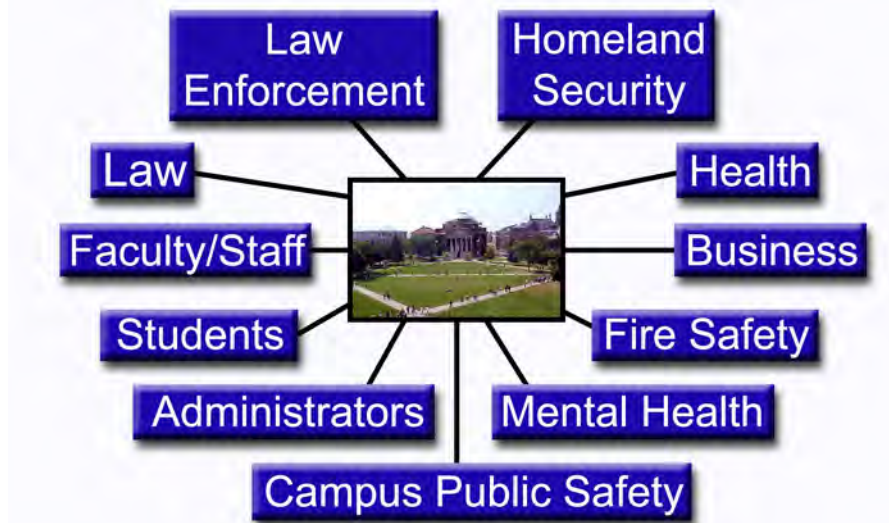 Law
Enforcement
Homeland
Security
Law
Health
Faculty/Staff
Business
Students
Fire Safety
Administrators
Mental Health
Campus Public Safety